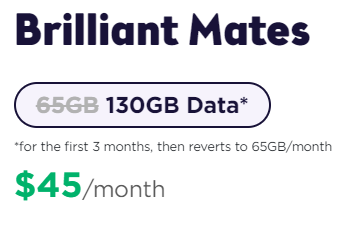 Brilliant Mates
65GB 130GB Data*
*for the first 3 months, then reverts to 65GB/month
$45/month